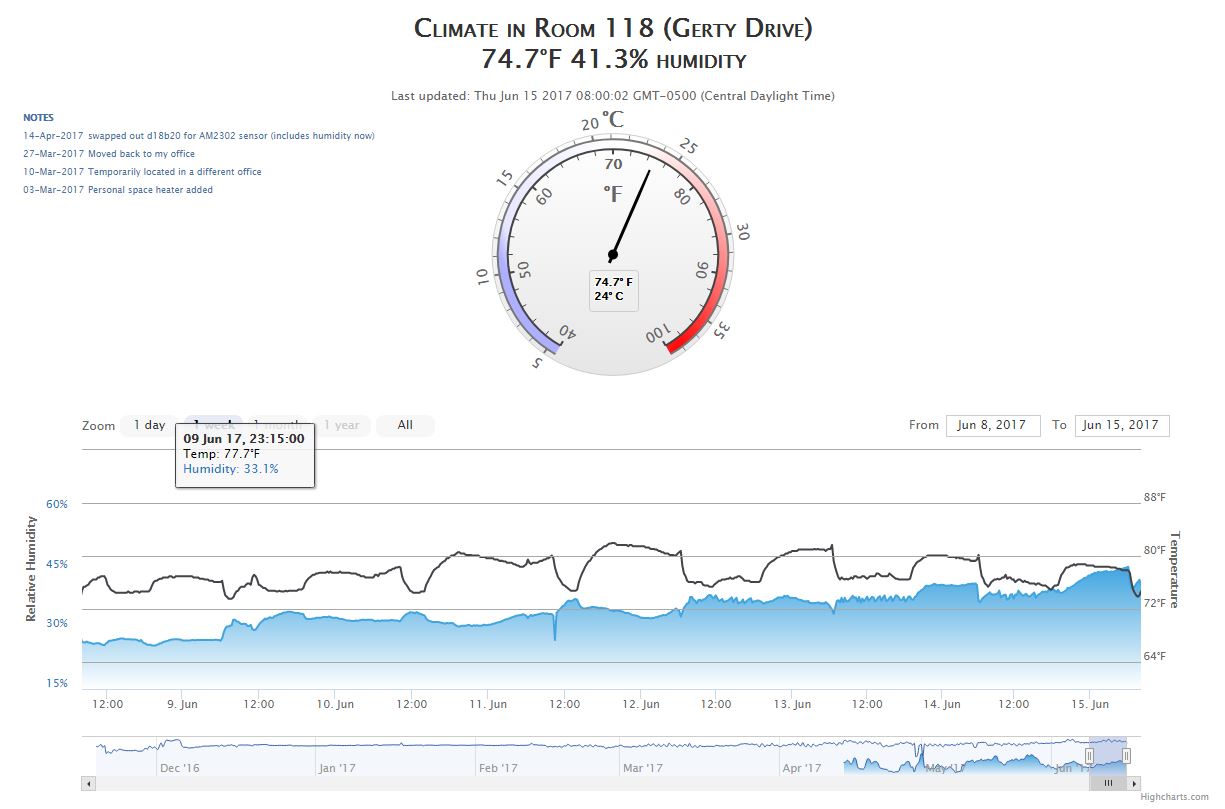 Climate in Room 118 (Gerty Drive)
74.7°F 41.3% humidity
Last updated: Thu Jun 15 2017 08:00:02 GMT-0500 (Central Daylight Time)
NOTES
14-Apr-2017 swapped out d18b20 for AM2302 sensor (includes humidity now)
27-Mar-2017 Moved back to my office
10-Mar-2017 Temporarily located in a different office
03-Mar-2017 Personal space heater added
°C
5 10 15 20 25 30 35
°F
40 50 60 70 80 90 100
74.7° F
24° C
Zoom 1 day 1 week 1 month 1 year All
From Jun 8, 2017 To Jun 15, 2017
09 Jun 17, 23:15:00
Temp: 77.7°F
Humidity: 33.1%
Relative Humidity
60%
45%
30%
15%
Temperature
88°F
80°F
72°F
64°F
12:00 9. Jun 12:00 10. Jun 12:00 11. Jun 12:00 12. Jun 12:00 13. Jun 12:00 14. Jun 12:00 15. Jun
Dec '16 Jan '17 Feb '17 Mar '17 Apr '17 May '17 Jun '17
Highcharts.com